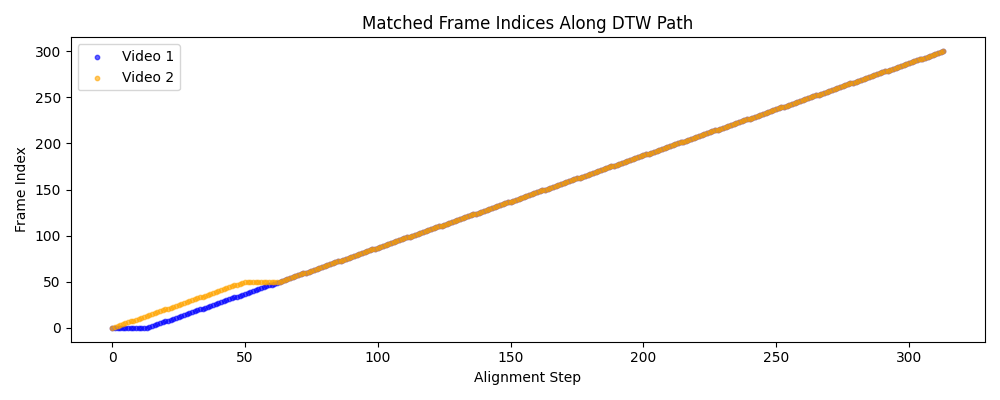 Matched Frame Indices Along DTW Path
Video 1
Video 2
Frame Index
300
250
200
150
100
50
0
0 50 100 150 200 250 300
Alignment Step